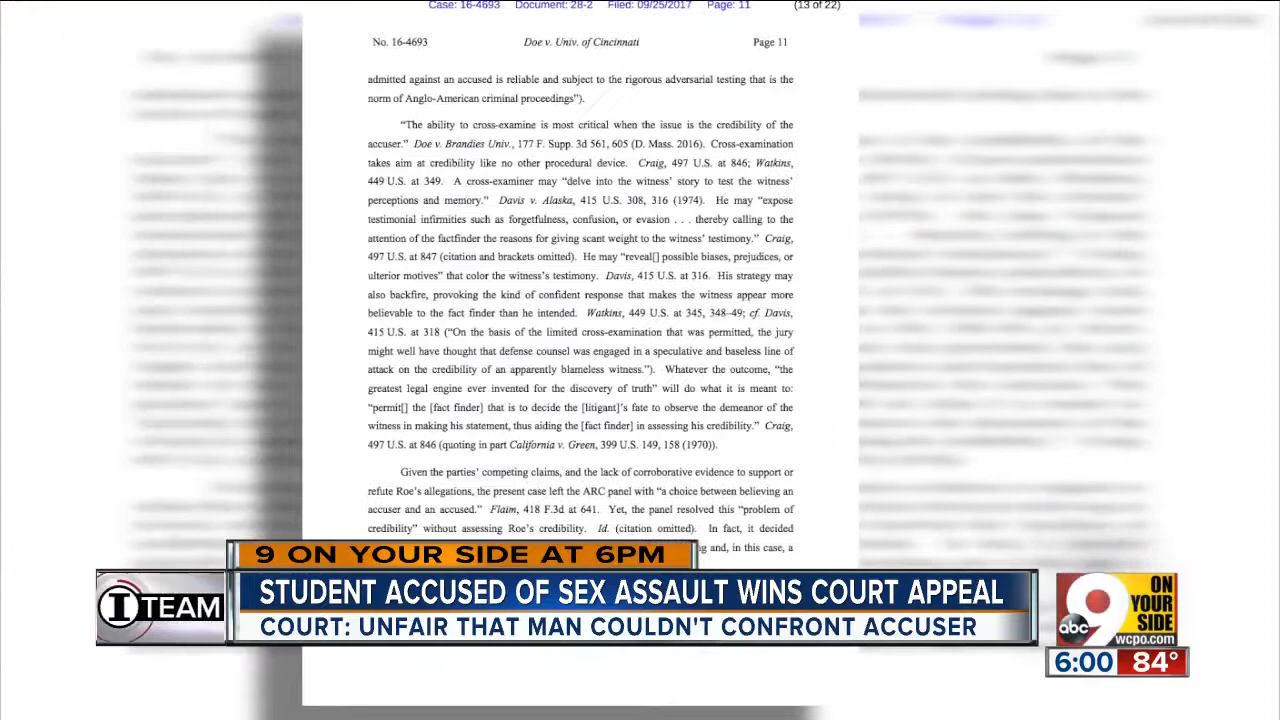 Case: 16-4693 Document: 28-2 Filed: 09/25/2017 Page: 11 (13 of 22)
No. 16-4693 Doe v. Univ. of Cincinnati Page 11
admitted against an accused is reliable and subject to the rigorous adversarial testing that is the
norm of Anglo-American criminal proceedings”).
“The ability to cross-examine is most critical when the issue is the credibility of the
accuser.” Doe v. Brandies Univ., 177 F. Supp. 3d 561, 605 (D. Mass. 2016). Cross-examination
takes aim at credibility like no other procedural device. Craig, 497 U.S. at 846; Watkins,
449 U.S. at 349. A cross-examiner may “delve into the witness’ story to test the witness’
perceptions and memory.” Davis v. Alaska, 415 U.S. 308, 316 (1974). He may “expose
testimonial infirmities such as forgetfulness, confusion, or evasion . . . thereby calling to the
attention of the factfinder the reasons for giving scant weight to the witness’ testimony.” Craig,
497 U.S. at 847 (citation and brackets omitted). He may “reveal[] possible biases, prejudices, or
ulterior motives” that color the witness’s testimony. Davis, 415 U.S. at 316. His strategy may
also backfire, provoking the kind of confident response that makes the witness appear more
believable to the fact finder than he intended. Watkins, 449 U.S. at 345, 348–49; cf. Davis,
415 U.S. at 318 (“On the basis of the limited cross-examination that was permitted, the jury
might well have thought that defense counsel was engaged in a speculative and baseless line of
attack on the credibility of an apparently blameless witness.”). Whatever the outcome, “the
greatest legal engine ever invented for the discovery of truth” will do what it is meant to:
“permit[] the [fact finder] that is to decide the [litigant]’s fate to observe the demeanor of the
witness in making his statement, thus aiding the [fact finder] in assessing his credibility.” Craig,
497 U.S. at 846 (quoting in part California v. Green, 399 U.S. 149, 158 (1970)).
Given the parties’ competing claims, and the lack of corroborative evidence to support or
refute Roe’s allegations, the present case left the ARC panel with “a choice between believing an
accuser and an accused.” Flaim, 418 F.3d at 641. Yet, the panel resolved this “problem of
credibility” without assessing Roe’s credibility. Id. (citation omitted). In fact, it decided
and, in this case, a
9 ON YOUR SIDE AT 6PM
I TEAM
STUDENT ACCUSED OF SEX ASSAULT WINS COURT APPEAL
COURT: UNFAIR THAT MAN COULDN'T CONFRONT ACCUSER
abc 9 ON YOUR SIDE
wcpo.com
6:00 84°